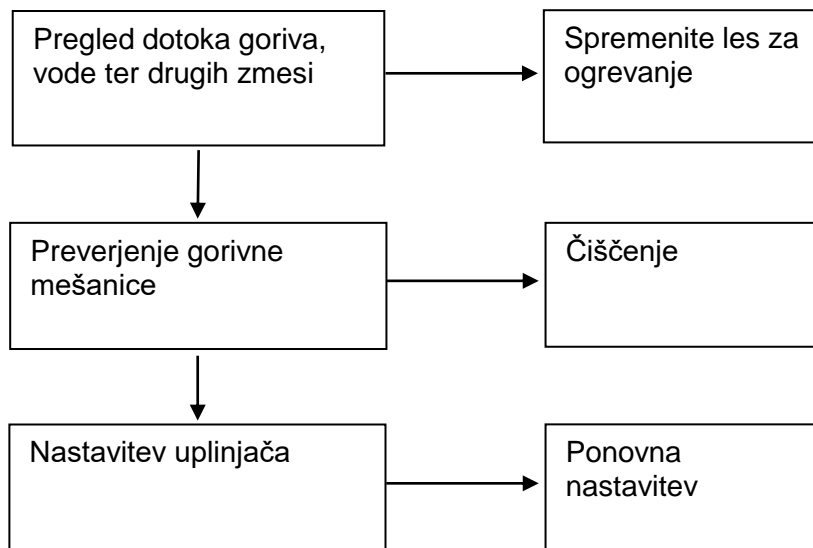 Pregled dotoka goriva,
vode ter drugih zmesi
Spremenite les za
ogrevanje
Preverjenje gorivne
mešanice
Čiščenje
Nastavitev uplinjača
Ponovna
nastavitev